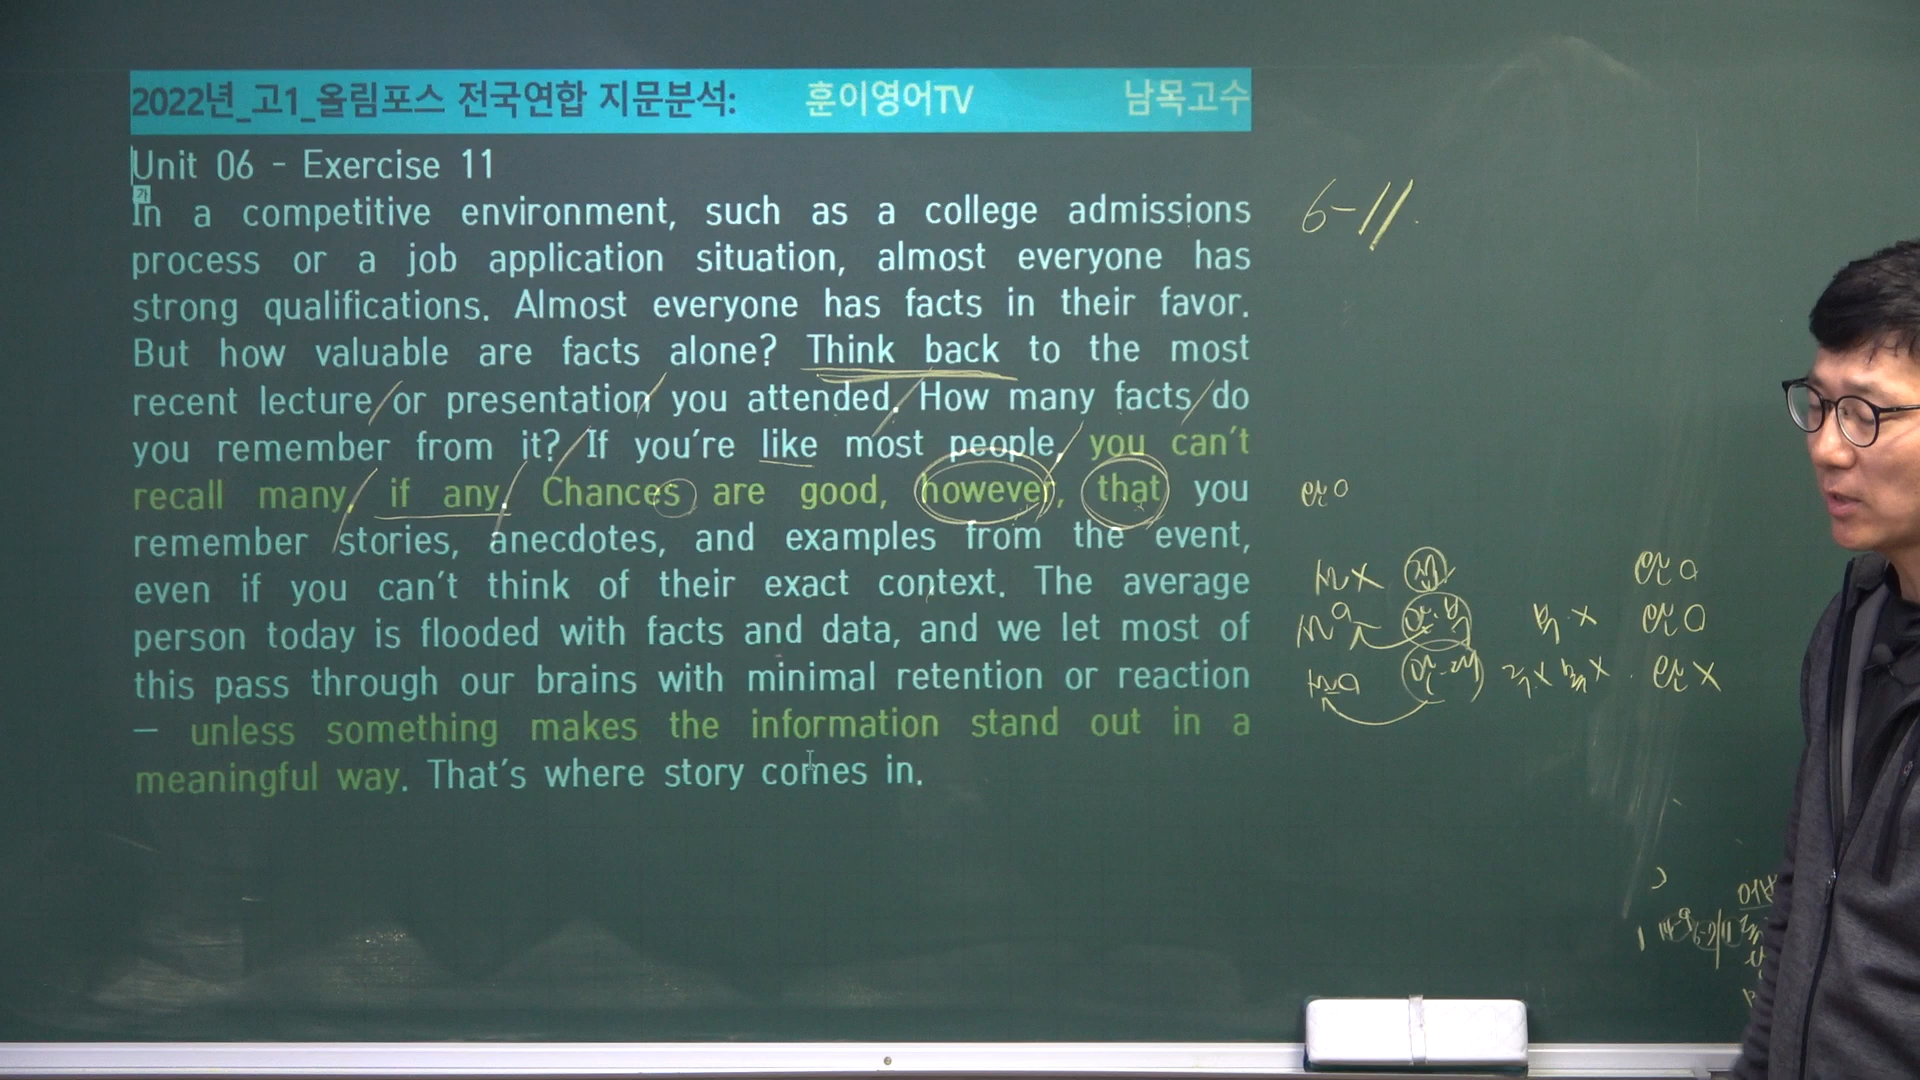 2022년_고1_올림포스 전국연합 지문분석: 훈이영어TV 남목고수
Unit 06 - Exercise 11
가
In a competitive environment, such as a college admissions
process or a job application situation, almost everyone has
strong qualifications. Almost everyone has facts in their favor.
But how valuable are facts alone? Think back to the most
recent lecture or presentation you attended. How many facts do
you remember from it? If you're like most people, you can't
recall many, if any. Chances are good, however, that you
remember stories, anecdotes, and examples from the event,
even if you can't think of their exact context. The average
person today is flooded with facts and data, and we let most of
this pass through our brains with minimal retention or reaction
— unless something makes the information stand out in a
meaningful way. That's where story comes in.
6-11.